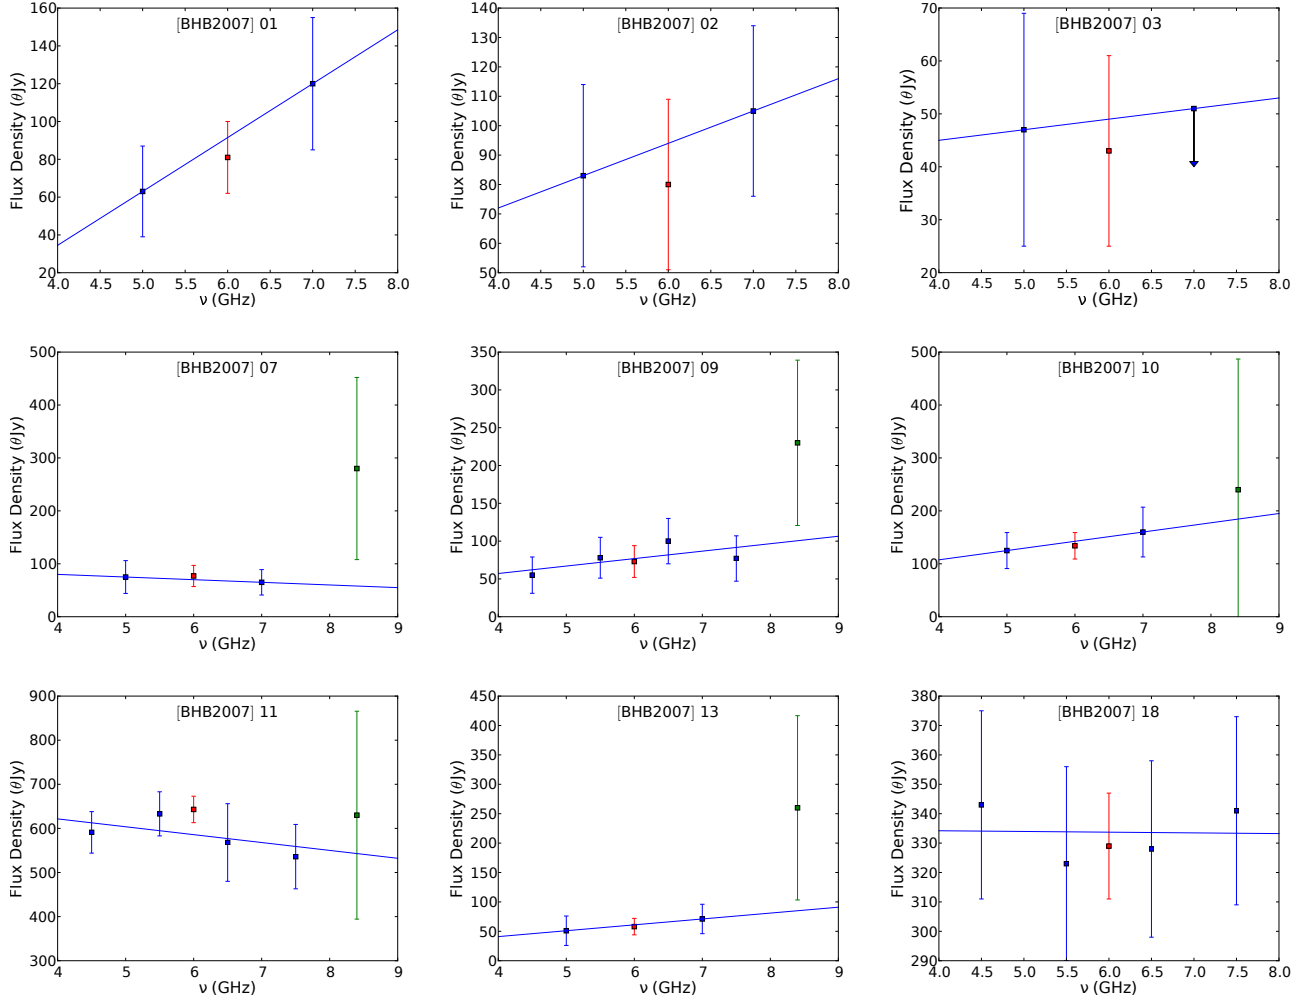 [BHB2007] 01
Flux Density (θJy)
160
140
120
100
80
60
40
20
4.0 4.5 5.0 5.5 6.0 6.5 7.0 7.5 8.0
ν (GHz)
[BHB2007] 02
Flux Density (θJy)
140
130
120
110
100
90
80
70
60
50
4.0 4.5 5.0 5.5 6.0 6.5 7.0 7.5 8.0
ν (GHz)
[BHB2007] 03
Flux Density (θJy)
70
60
50
40
30
20
4.0 4.5 5.0 5.5 6.0 6.5 7.0 7.5 8.0
ν (GHz)
[BHB2007] 07
Flux Density (θJy)
500
400
300
200
100
0
4 5 6 7 8 9
ν (GHz)
[BHB2007] 09
Flux Density (θJy)
350
300
250
200
150
100
50
0
4 5 6 7 8 9
ν (GHz)
[BHB2007] 10
Flux Density (θJy)
500
400
300
200
100
0
4 5 6 7 8 9
ν (GHz)
[BHB2007] 11
Flux Density (θJy)
900
800
700
600
500
400
300
4 5 6 7 8 9
ν (GHz)
[BHB2007] 13
Flux Density (θJy)
450
400
350
300
250
200
150
100
50
0
4 5 6 7 8 9
ν (GHz)
[BHB2007] 18
Flux Density (θJy)
380
370
360
350
340
330
320
310
300
290
4.0 4.5 5.0 5.5 6.0 6.5 7.0 7.5 8.0
ν (GHz)